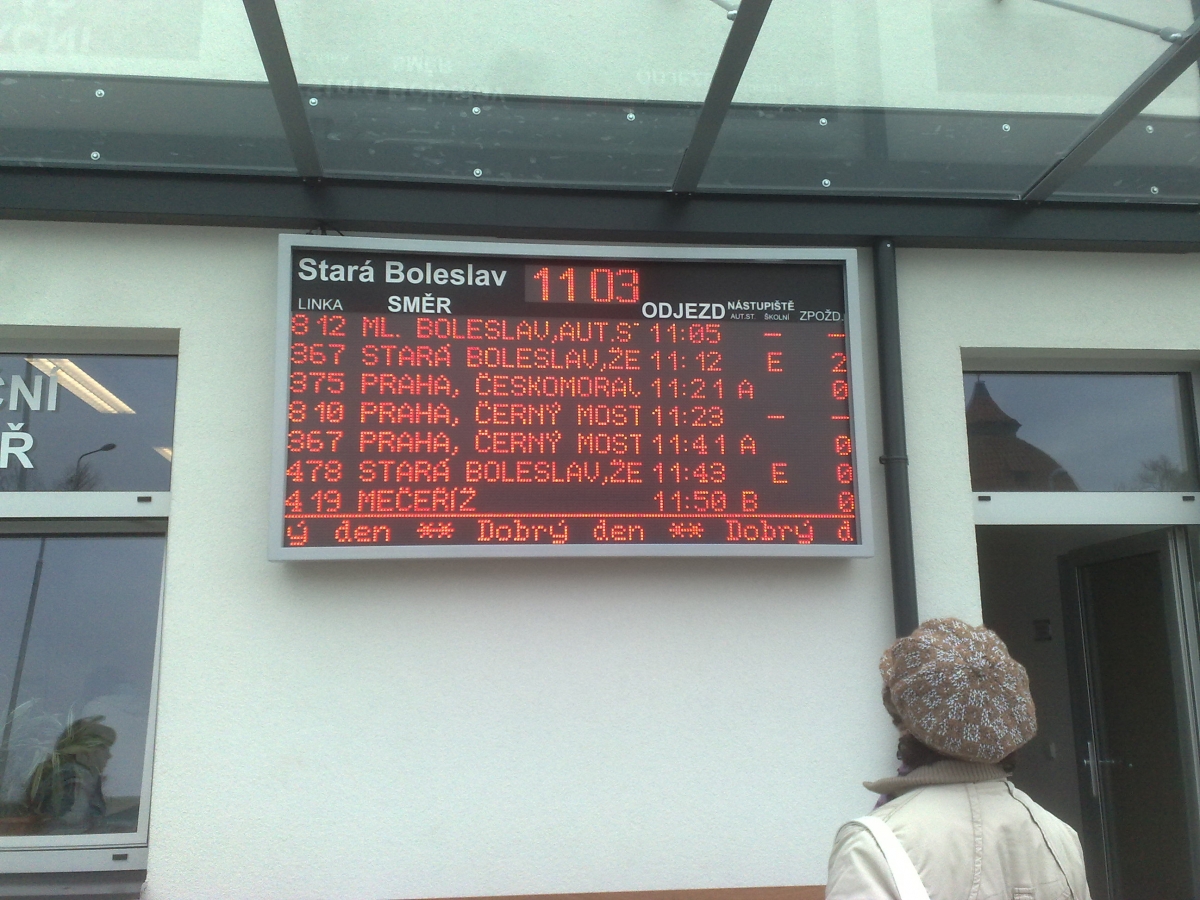 Stará Boleslav 11 03
LINKA SMĚR ODJEZD NÁSTUPIŠTĚ ZPOŽD.
AUT.ST ŠKOLNÍ
812 ML. BOLESLAV,AUT.ST 11:05 – –
367 STARÁ BOLESLAV,ŽE 11:12 E 2
375 PRAHA, ČESKOMORAV 11:21 A 0
810 PRAHA, ČERNÝ MOST 11:23 – –
367 PRAHA, ČERNÝ MOST 11:41 A 0
478 STARÁ BOLESLAV,ŽE 11:43 E 0
419 MEČEŘÍŽ 11:50 B 0
ý den ** Dobrý den ** Dobrý d